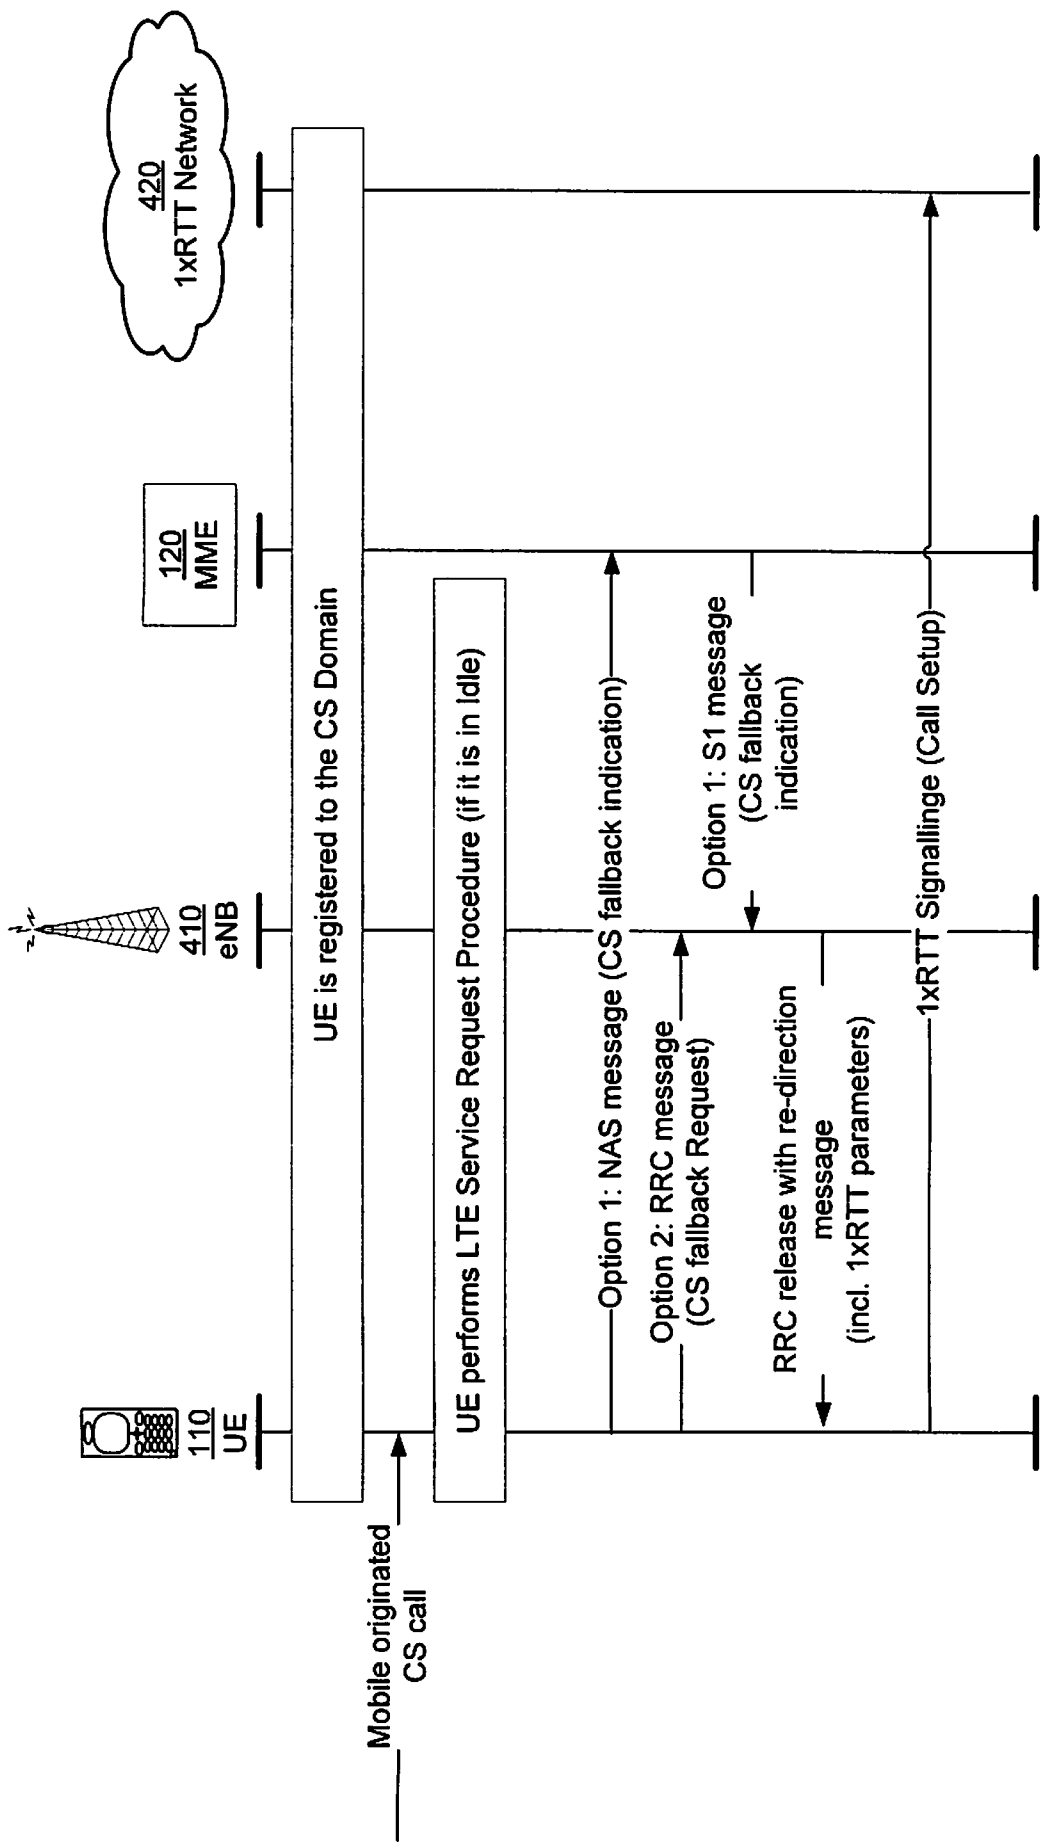 110
UE
410
eNB
120
MME
420
1xRTT Network
UE is registered to the CS Domain
Mobile originated
CS call
UE performs LTE Service Request Procedure (if it is in Idle)
Option 1: NAS message (CS fallback indication)
Option 2: RRC message
(CS fallback Request)
Option 1: S1 message
(CS fallback
indication)
RRC release with re-direction
message
(incl. 1xRTT parameters)
1xRTT Signallinge (Call Setup)